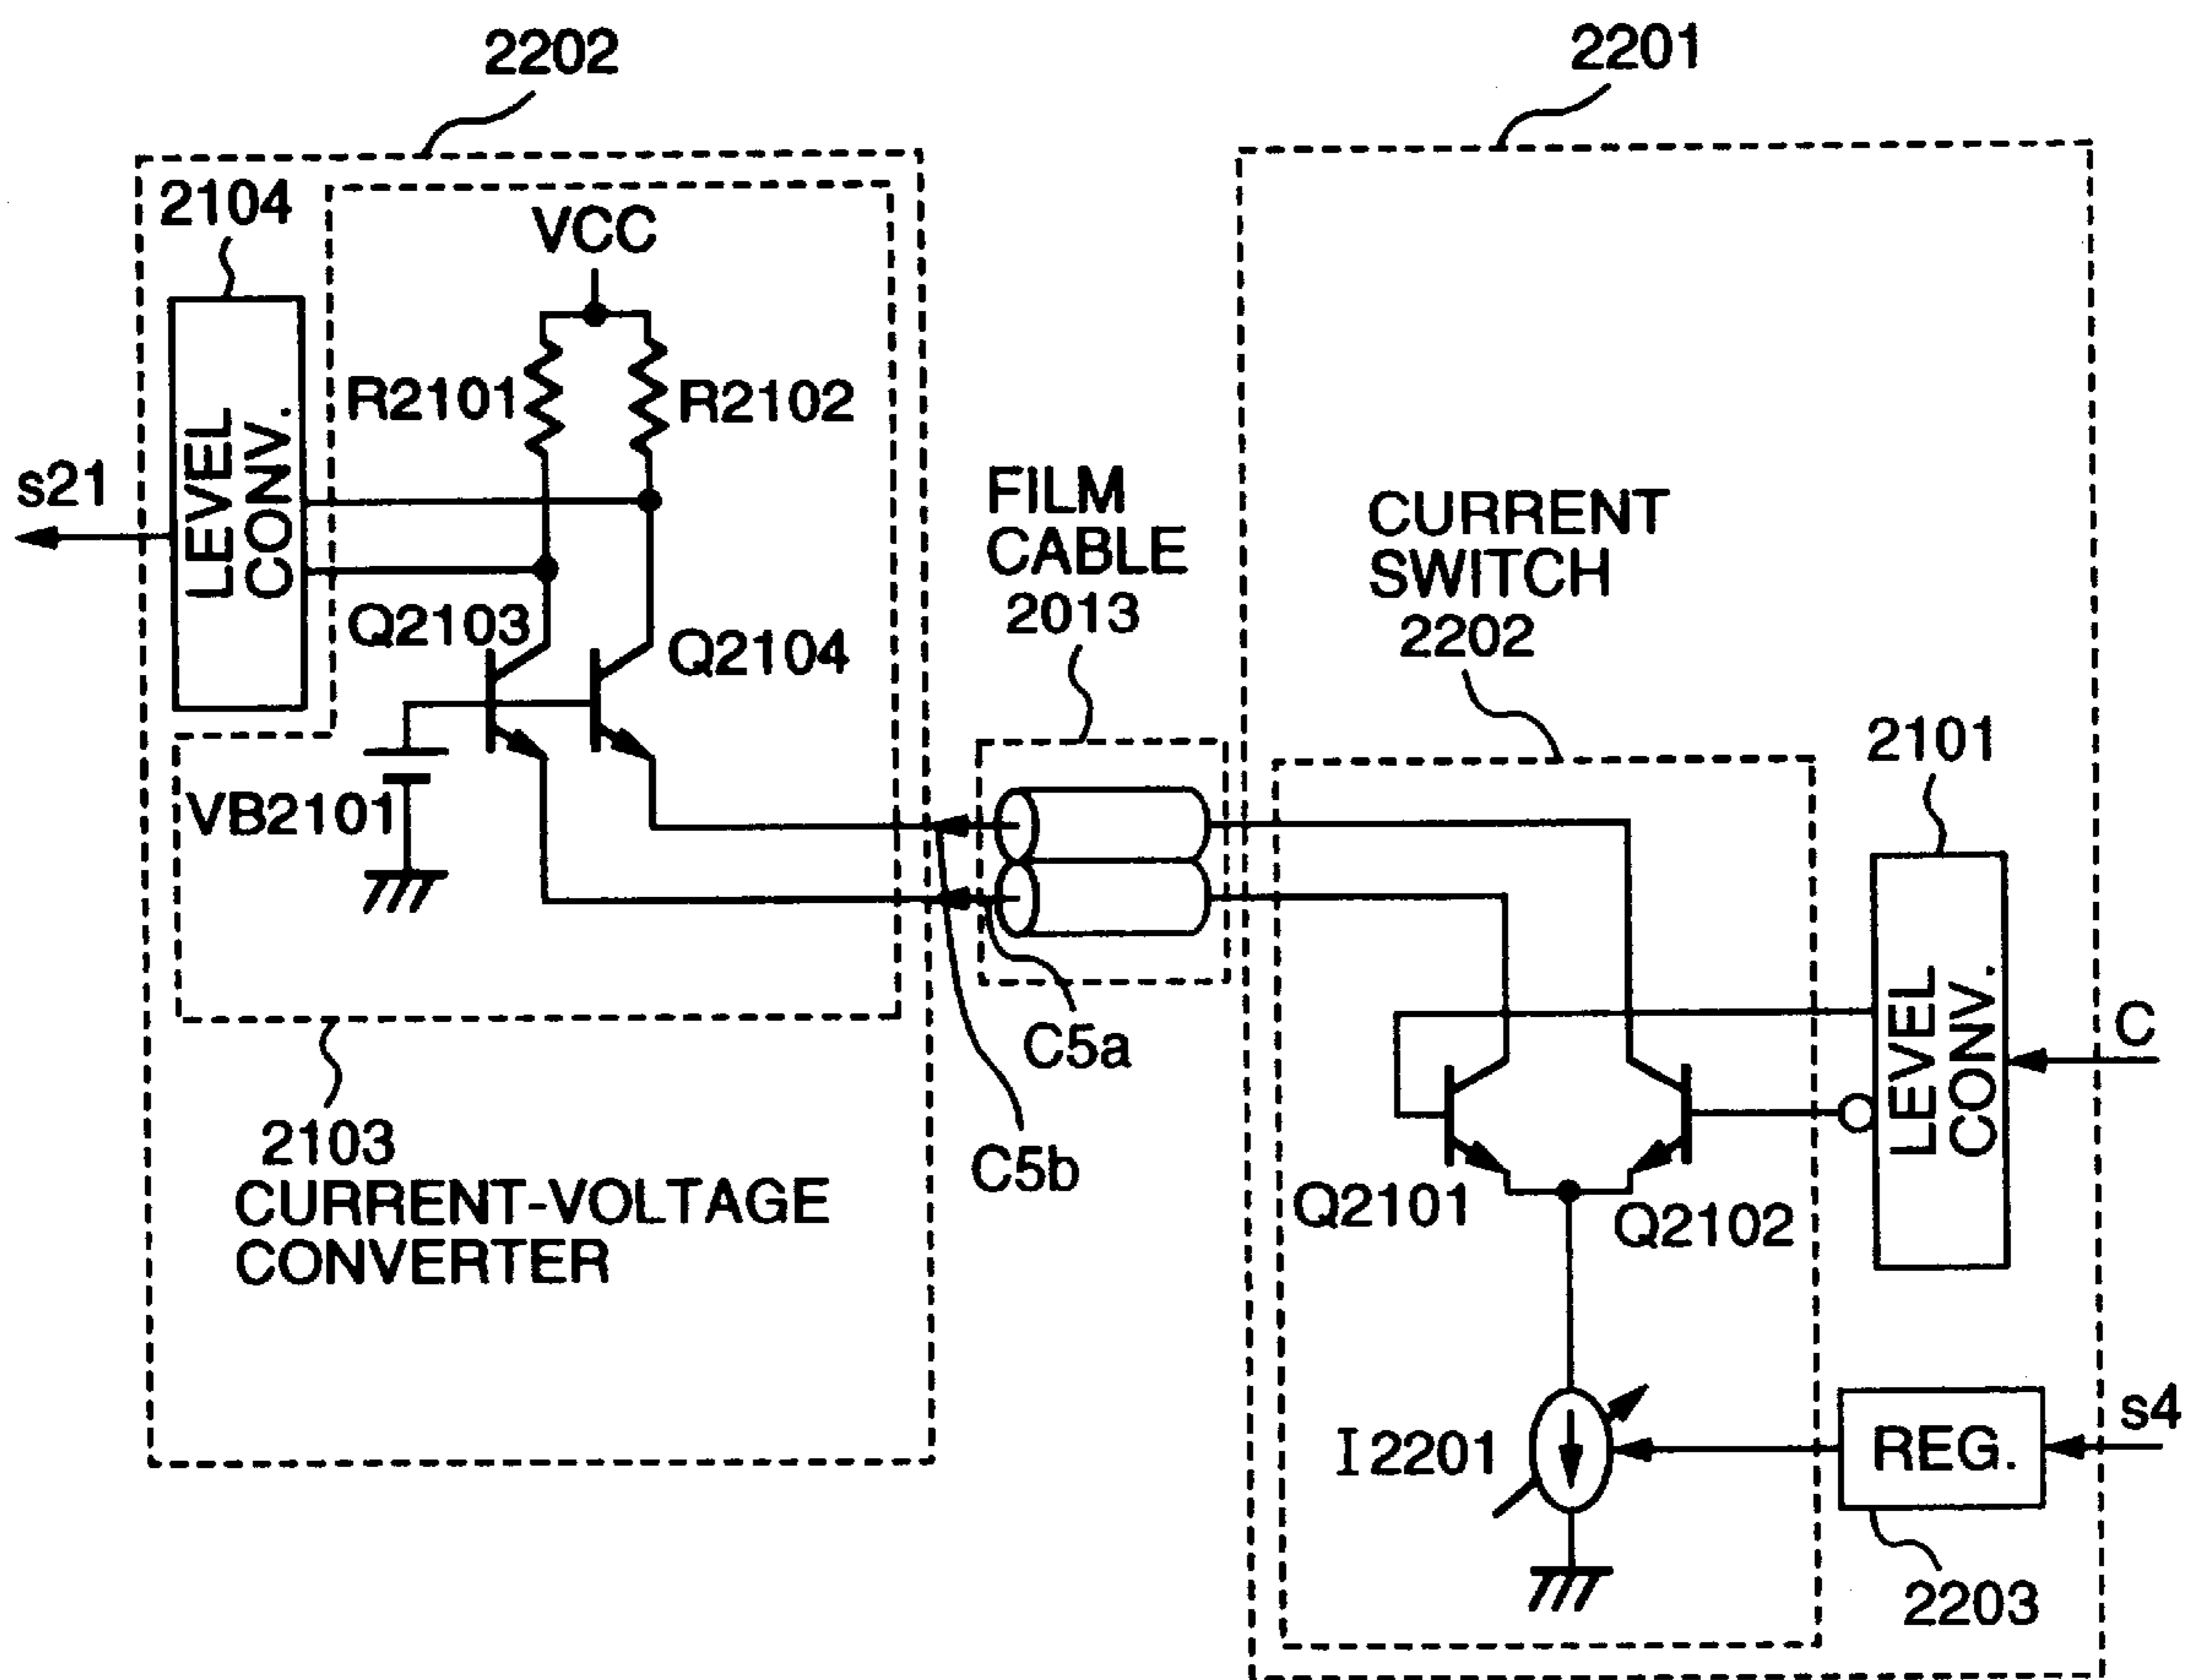 2202
2201
2104
VCC
R2101
R2102
LEVEL
CONV.
s21
FILM
CABLE
2013
CURRENT
SWITCH
2202
Q2103
Q2104
2101
VB2101
LEVEL
CONV.
C
C5a
C5b
2103
CURRENT-VOLTAGE
CONVERTER
Q2101
Q2102
I2201
REG.
s4
2203